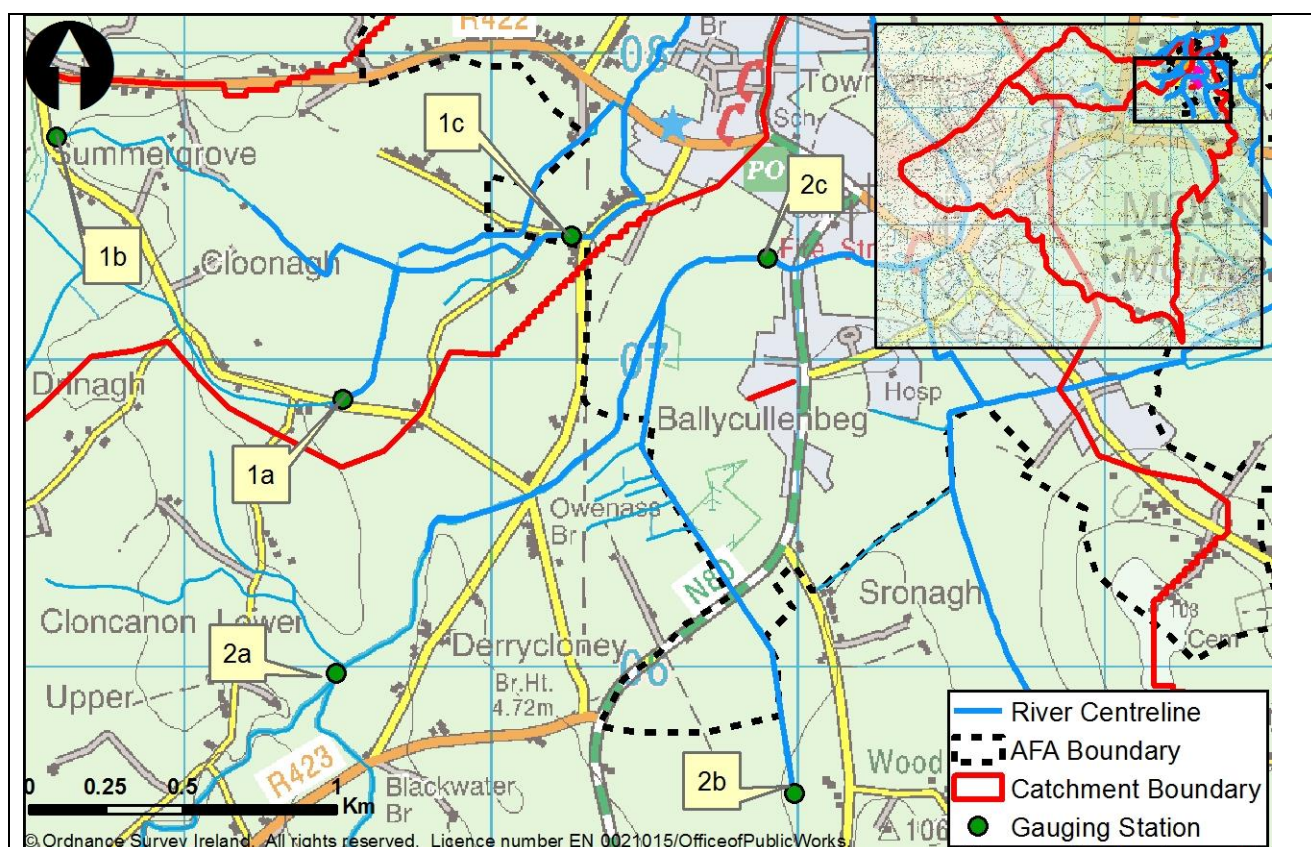 R422
08
Br
Town
1c
Sch
Summergrove
PO
2c
MOUN
1b
Cloonagh
Fire Stn
07
Drinagh
Hosp
Ballycullenbeg
1a
Owenass
Br
N80
Sronagh
Cloncanon Lower
103
Cem
2a
Derrycloney
06
Upper
Br.Ht.
4.72m
R423
Blackwater
Br
2b
Wood
106
0 0.25 0.5 1
Km
River Centreline
AFA Boundary
Catchment Boundary
Gauging Station
© Ordnance Survey Ireland. All rights reserved. Licence number EN 0021015/OfficeofPublicWorks.